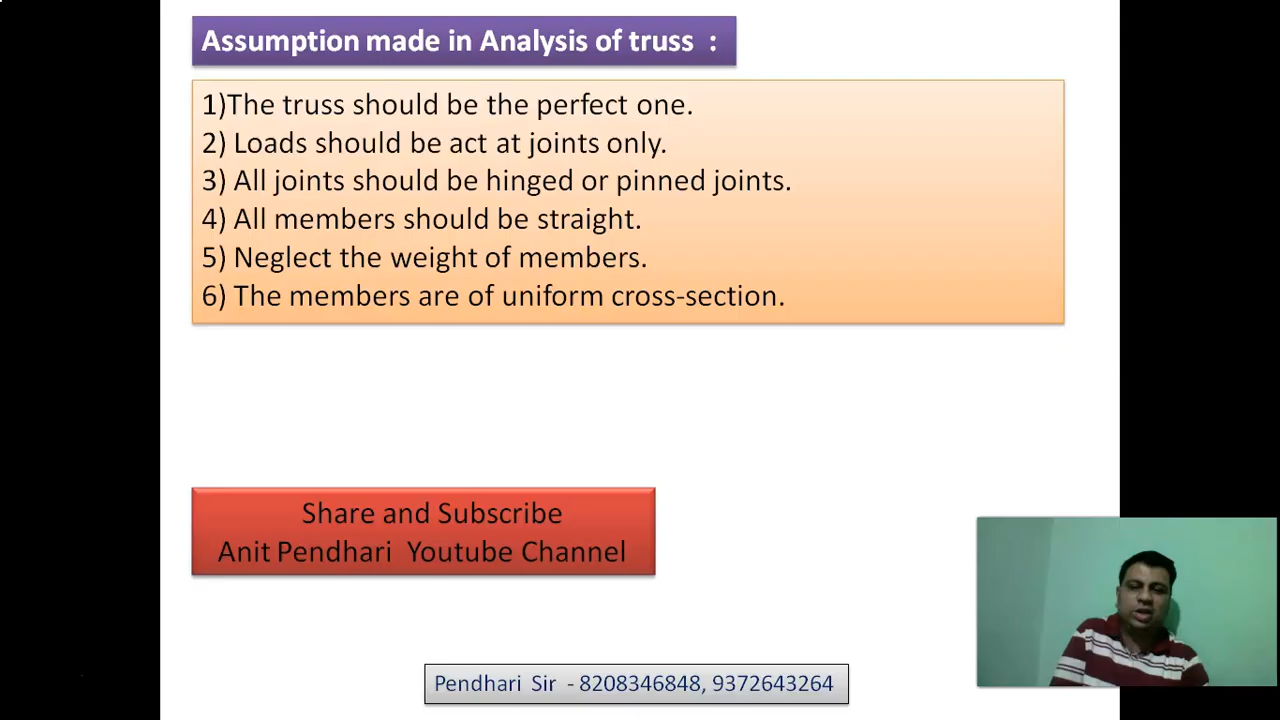 Assumption made in Analysis of truss :
1)The truss should be the perfect one.
2) Loads should be act at joints only.
3) All joints should be hinged or pinned joints.
4) All members should be straight.
5) Neglect the weight of members.
6) The members are of uniform cross-section.
Share and Subscribe
Anit Pendhari Youtube Channel
Pendhari Sir - 8208346848, 9372643264